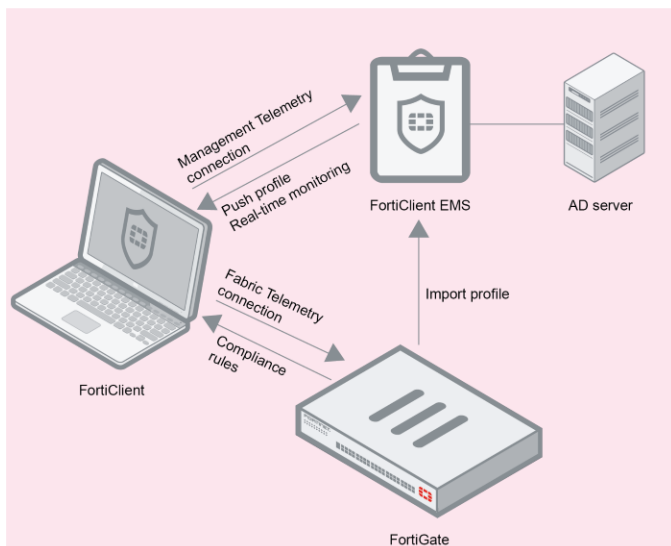 Management Telemetry
connection
Push profile
Real-time monitoring
FortiClient EMS
AD server
Fabric Telemetry
connection
Import profile
Compliance
rules
FortiClient
FortiGate